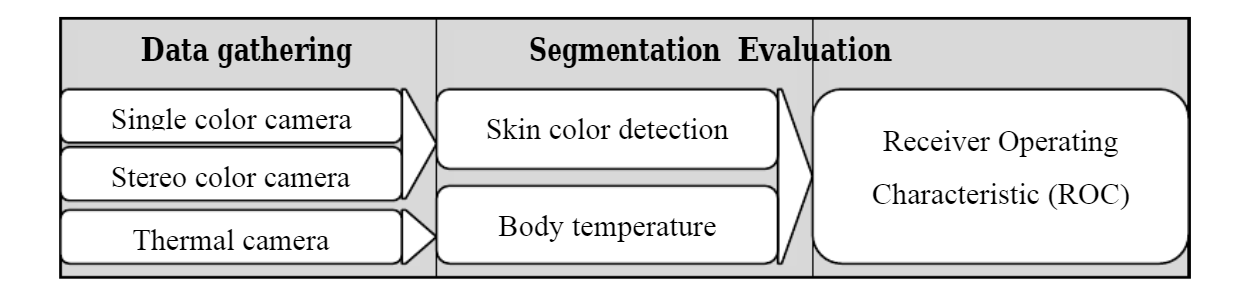 Data gathering
Segmentation Evaluation
Single color camera
Stereo color camera
Thermal camera
Skin color detection
Body temperature
Receiver Operating
Characteristic (ROC)